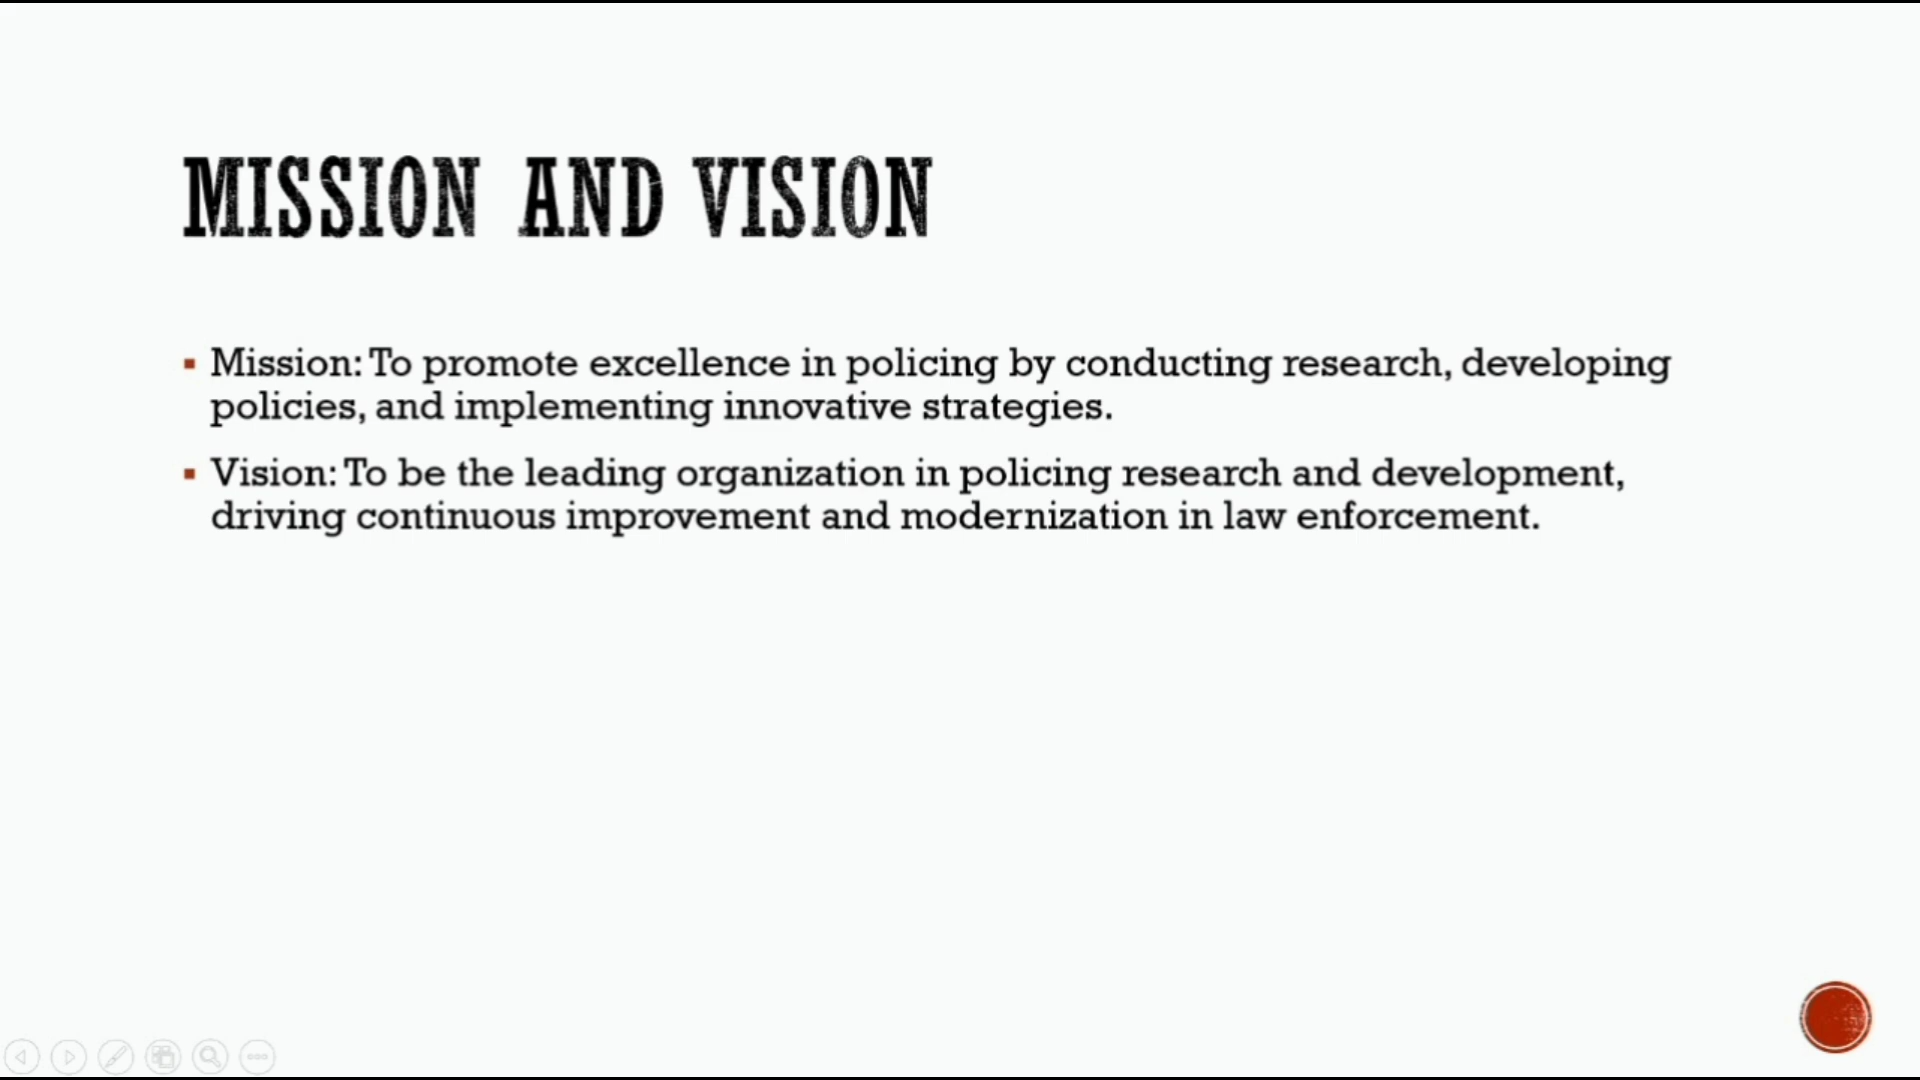 MISSION AND VISION
▪ Mission: To promote excellence in policing by conducting research, developing
policies, and implementing innovative strategies.
▪ Vision: To be the leading organization in policing research and development,
driving continuous improvement and modernization in law enforcement.